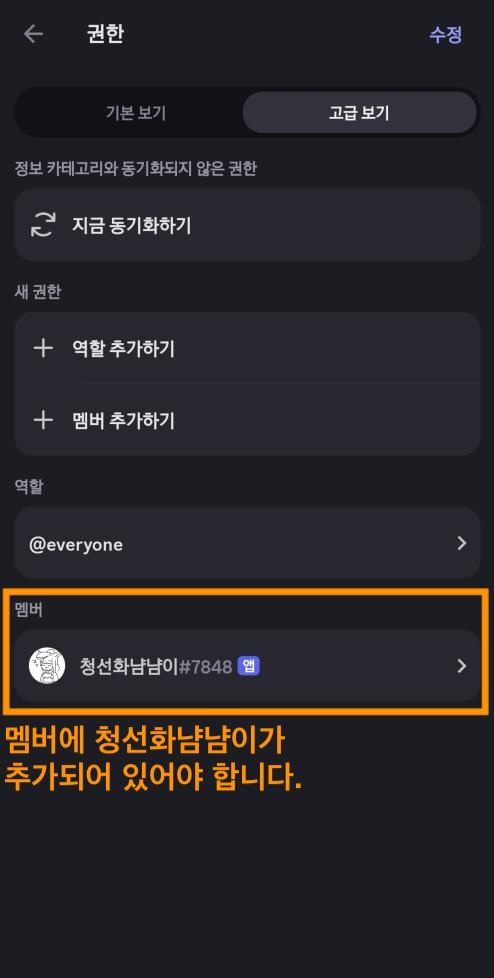 권한
수정
기본 보기
고급 보기
정보 카테고리와 동기화되지 않은 권한
지금 동기화하기
새 권한
역할 추가하기
멤버 추가하기
역할
@everyone
멤버
청선화냠냠이#7848 앱
멤버에 청선화냠냠이가
추가되어 있어야 합니다.